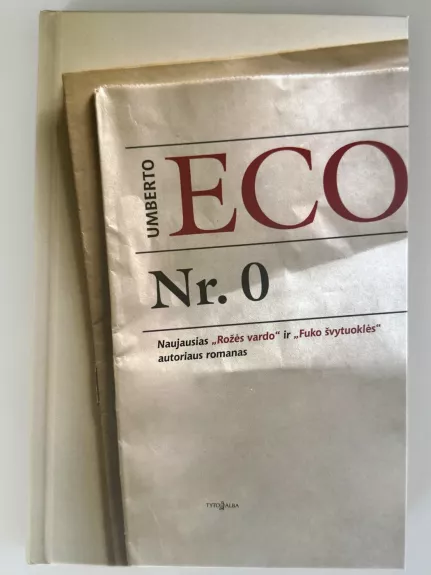 UMBERTO
ECO
Nr. 0
Naujausias „Rožės vardo“ ir „Fuko švytuoklės“
autoriaus romanas
TYTO ALBA